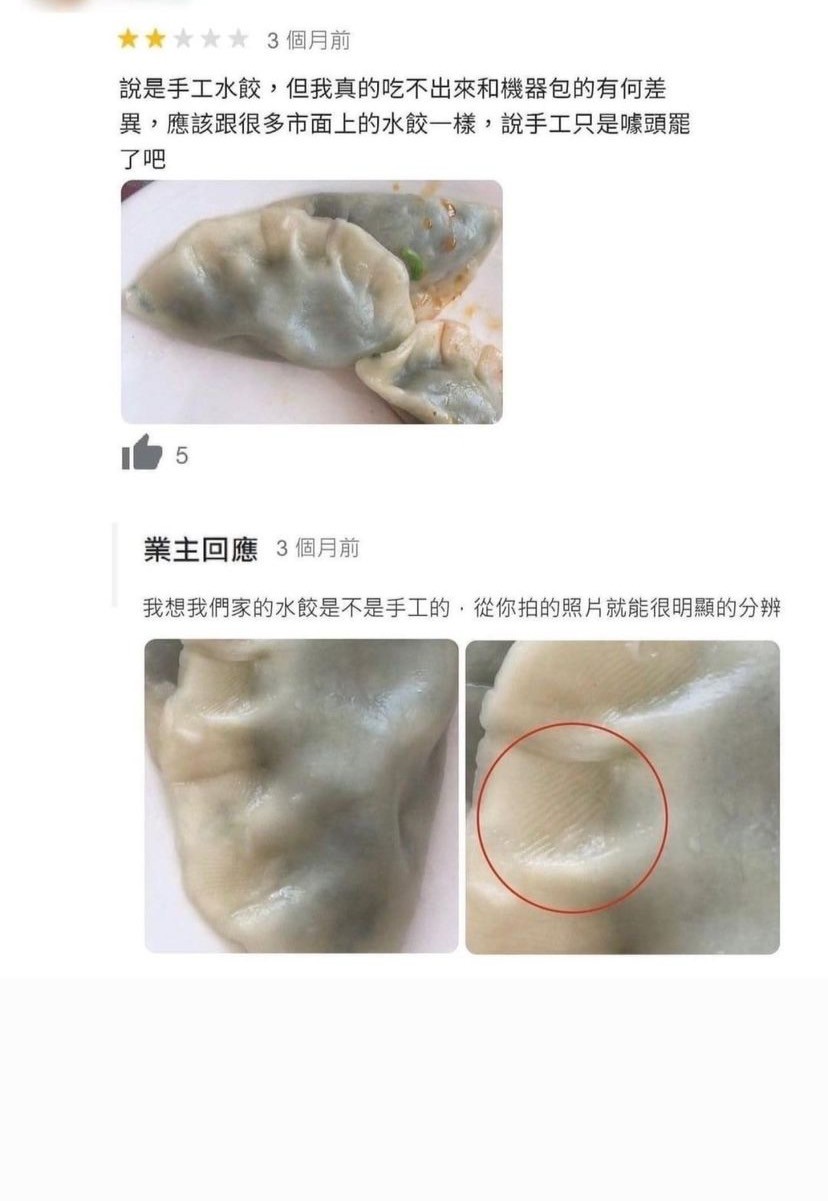 3 個月前
說是手工水餃，但我真的吃不出來和機器包的有何差
異，應該跟很多市面上的水餃一樣，說手工只是噱頭罷
了吧
5
業主回應 3 個月前
我想我們家的水餃是不是手工的，從你拍的照片就能很明顯的分辨